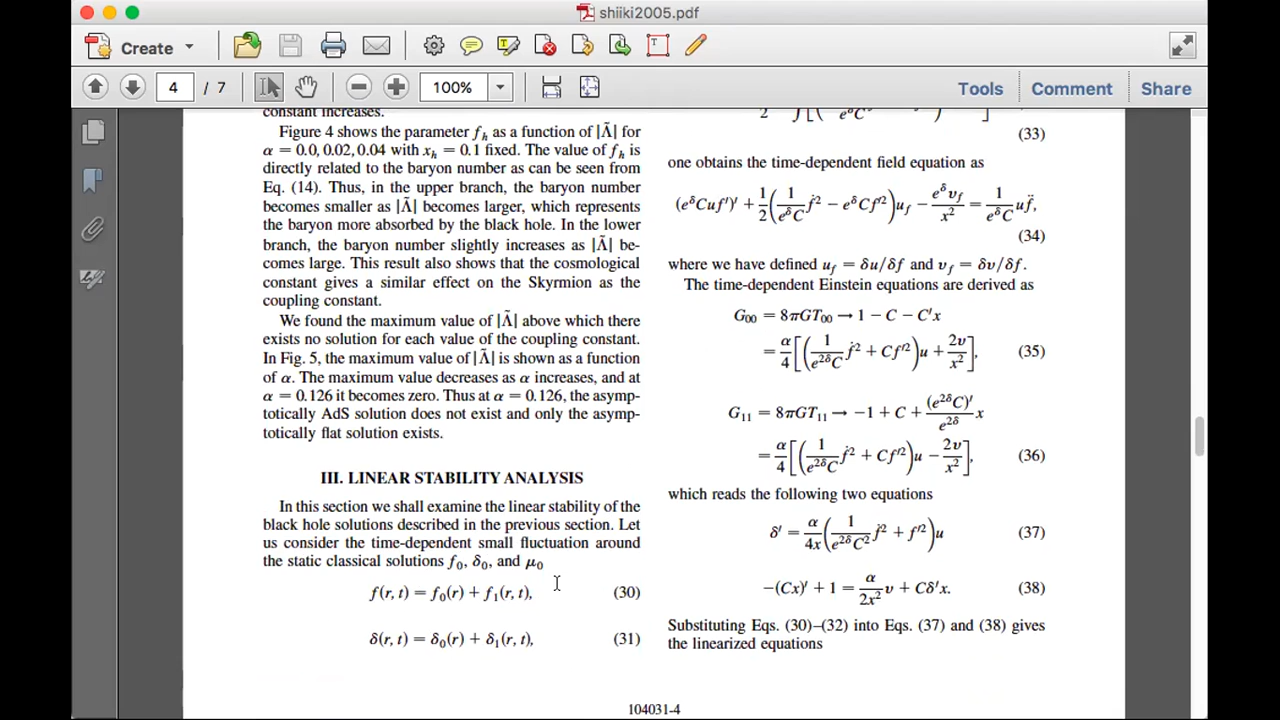 shiiki2005.pdf
Create
4 / 7
100%
Tools
Comment
Share
constant increases.
Figure 4 shows the parameter f_h as a function of |Λ̃| for
α = 0.0, 0.02, 0.04 with x_h = 0.1 fixed. The value of f_h is
directly related to the baryon number as can be seen from
Eq. (14). Thus, in the upper branch, the baryon number
becomes smaller as |Λ̃| becomes larger, which represents
the baryon more absorbed by the black hole. In the lower
branch, the baryon number slightly increases as |Λ̃| be-
comes large. This result also shows that the cosmological
constant gives a similar effect on the Skyrmion as the
coupling constant.
We found the maximum value of |Λ̃| above which there
exists no solution for each value of the coupling constant.
In Fig. 5, the maximum value of |Λ̃| is shown as a function
of α. The maximum value decreases as α increases, and at
α = 0.126 it becomes zero. Thus at α = 0.126, the asymp-
totically AdS solution does not exist and only the asymp-
totically flat solution exists.
III. LINEAR STABILITY ANALYSIS
In this section we shall examine the linear stability of the
black hole solutions described in the previous section. Let
us consider the time-dependent small fluctuation around
the static classical solutions f₀, δ₀, and μ₀
f(r, t) = f₀(r) + f₁(r, t), (30)
δ(r, t) = δ₀(r) + δ₁(r, t), (31)
(33)
one obtains the time-dependent field equation as
(e^δ Cuf′)′ + 1/2 (1/(e^δ C) ḟ² − e^δ Cf′²)u_f − e^δ v_f/x² = 1/(e^δ C) uf̈,
(34)
where we have defined u_f = δu/δf and v_f = δv/δf.
The time-dependent Einstein equations are derived as
G₀₀ = 8πGT₀₀ → 1 − C − C′x
= α/4 [(1/(e^{2δ}C) ḟ² + Cf′²)u + 2v/x²], (35)
G₁₁ = 8πGT₁₁ → −1 + C + (e^{2δ}C)′/e^{2δ} x
= α/4 [(1/(e^{2δ}C) ḟ² + Cf′²)u − 2v/x²], (36)
which reads the following two equations
δ′ = α/4x (1/(e^{2δ}C²) ḟ² + f′²)u (37)
−(Cx)′ + 1 = α/2x² v + Cδ′x. (38)
Substituting Eqs. (30)–(32) into Eqs. (37) and (38) gives
the linearized equations
104031-4